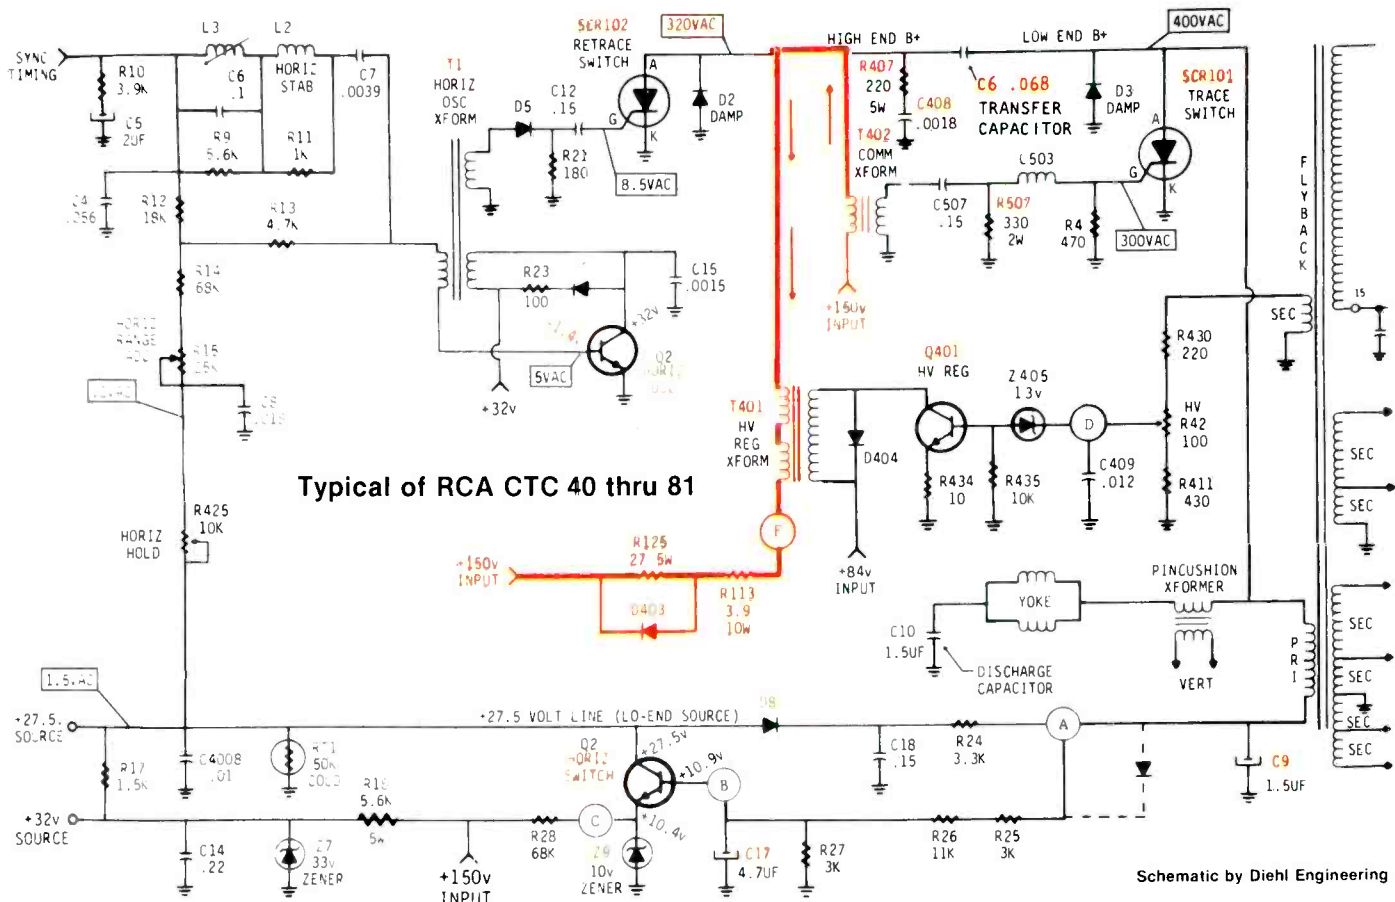 L3
L2
SYNC
TIMING
R10
3.9K
C5
2UF
C6
.1
HORIZ
STAB
C7
.0039
R9
5.6K
R11
1K
C4
R12
18K
R13
4.7K
R14
68K
HORIZ
RANGE
R15
R425
10K
HORIZ
HOLD
T1
HORIZ
OSC
XFORM
D5
C12
.15
R21
180
8.5VAC
SCR102
RETRACE
SWITCH
A
G
K
320VAC
D2
DAMP
R23
100
C15
.0015
+32v
5VAC
Q2
+32v
HIGH END B+
LOW END B+
400VAC
R407
220
5W
C408
.0018
C6 .068
TRANSFER
CAPACITOR
D3
DAMP
SCR101
TRACE
SWITCH
A
G
K
T402
COMM
XFORM
C507
.15
L503
R507
330
2W
R4
470
300VAC
+150v
INPUT
FLYBACK
SEC
15
R430
220
HV
R42
100
R411
430
Q401
HV REG
Z405
13v
D
C409
.012
R434
10
R435
10K
D404
+84v
INPUT
T401
HV
REG
XFORM
F
Typical of RCA CTC 40 thru 81
+150v
INPUT
R125
27 5W
D403
R113
3.9
10W
SEC
SEC
SEC
SEC
SEC
SEC
PINCUSHION
XFORMER
YOKE
C10
1.5UF
DISCHARGE
CAPACITOR
VERT
PRI
1.5VAC
+27.5v
SOURCE
+27.5 VOLT LINE (LO-END SOURCE)
D8
A
R24
3.3K
C18
.15
C9
1.5UF
R17
1.5K
C4008
.01
50K
COLD
R16
5.6K
5W
Q2
HORIZ
SWITCH
+27.5v
+10.9v
+10.4v
B
C
+32v
SOURCE
C14
.22
Z7
33v
ZENER
+150v
INPUT
R28
68K
Z9
10v
ZENER
C17
4.7UF
R27
3K
R26
11K
R25
3K
Schematic by Diehl Engineering